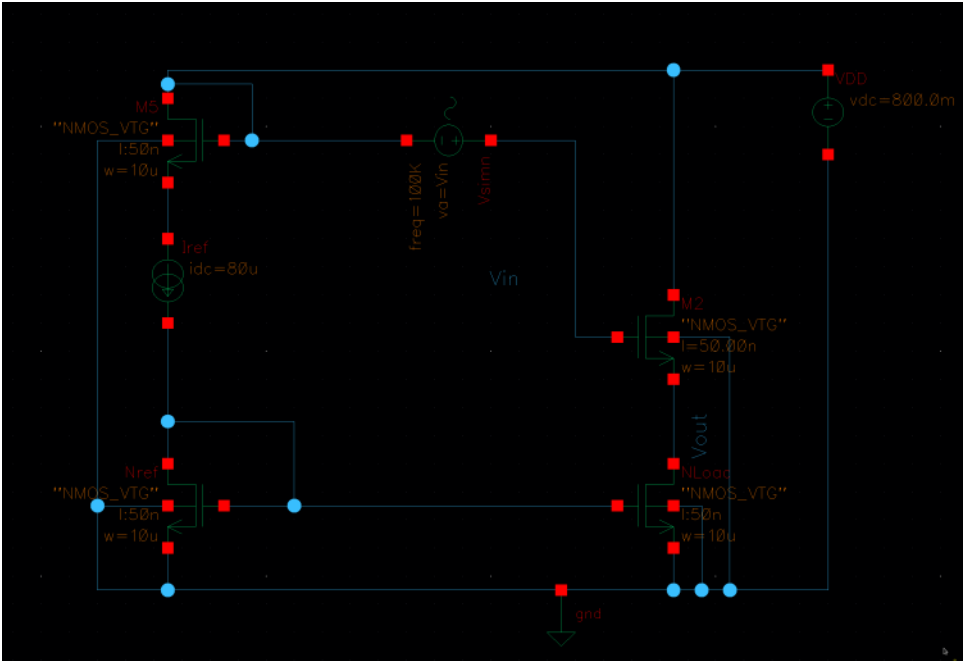 VDD
vdc=800.0m
M5
"NMOS_VTG"
l:50n
w=10u
freq=100K
va=Vin
Vsimn
Iref
idc=80u
Vin
M2
"NMOS_VTG"
l=50.00n
w=10u
Vout
Nref
"NMOS_VTG"
l:50n
w=10u
NLoad
"NMOS_VTG"
l:50n
w=10u
gnd